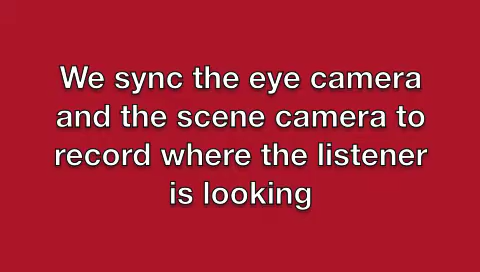 We sync the eye camera
and the scene camera to
record where the listener
is looking